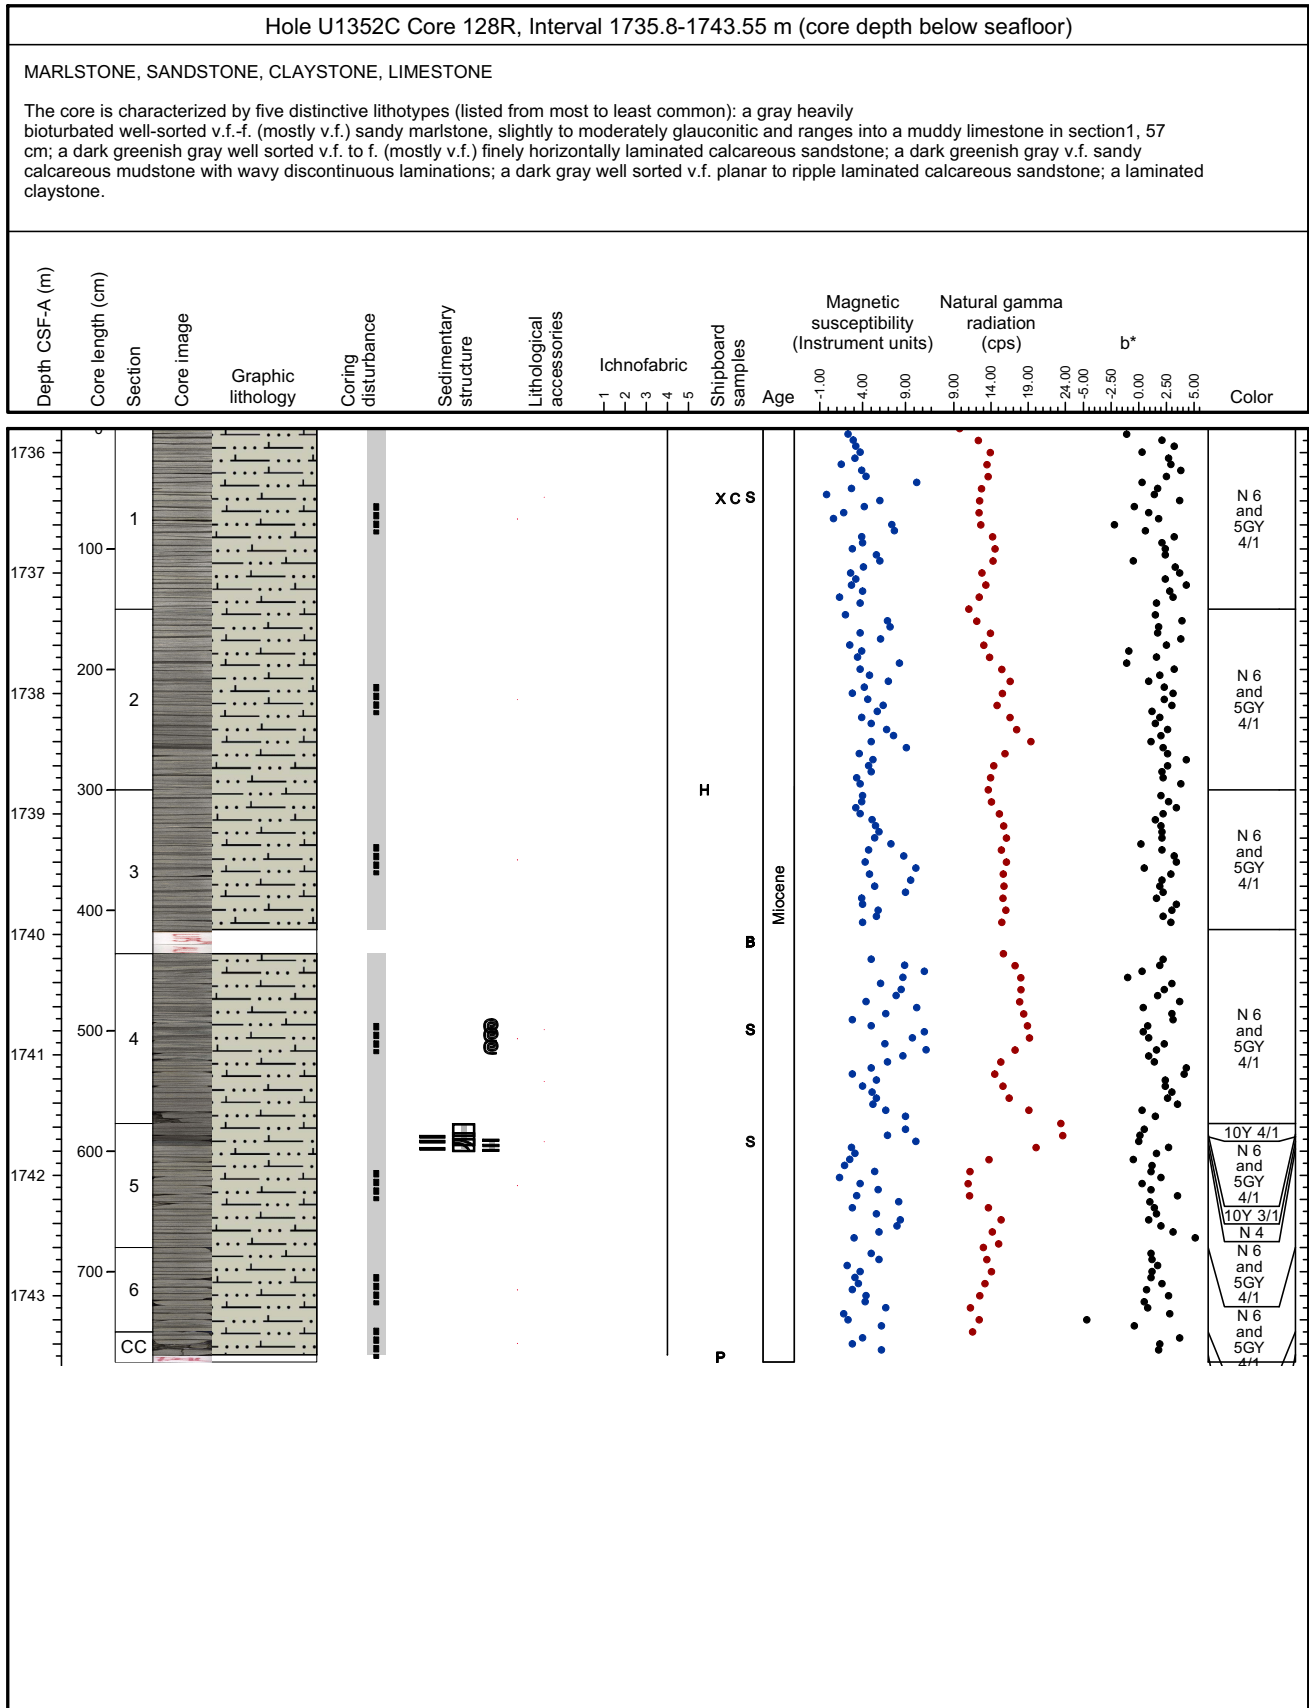 Hole U1352C Core 128R, Interval 1735.8-1743.55 m (core depth below seafloor)
MARLSTONE, SANDSTONE, CLAYSTONE, LIMESTONE
The core is characterized by five distinctive lithotypes (listed from most to least common): a gray heavily
bioturbated well-sorted v.f.-f. (mostly v.f.) sandy marlstone, slightly to moderately glauconitic and ranges into a muddy limestone in section1, 57
cm; a dark greenish gray well sorted v.f. to f. (mostly v.f.) finely horizontally laminated calcareous sandstone; a dark greenish gray v.f. sandy
calcareous mudstone with wavy discontinuous laminations; a dark gray well sorted v.f. planar to ripple laminated calcareous sandstone; a laminated
claystone.
Depth CSF-A (m)
Core length (cm)
Section
Core image
Graphic
lithology
Coring
disturbance
Sedimentary
structure
Lithological
accessories
Ichnofabric
1 2 3 4 5
Shipboard
samples
Age
Magnetic
susceptibility
(Instrument units)
-1.00 4.00 9.00
Natural gamma
radiation
(cps)
9.00 14.00 19.00 24.00
b*
-5.00 -2.50 0.00 2.50 5.00
Color
0
1736
1
X C S
N 6
and
5GY
4/1
100
1737
200
1738
2
N 6
and
5GY
4/1
300
H
1739
3
N 6
and
5GY
4/1
Miocene
400
1740
B
500
S
4
1741
N 6
and
5GY
4/1
10Y 4/1
600
S
1742
5
N 6
and
5GY
4/1
10Y 3/1
N 4
700
1743
6
N 6
and
5GY
4/1
CC
N 6
and
5GY
4/1
P